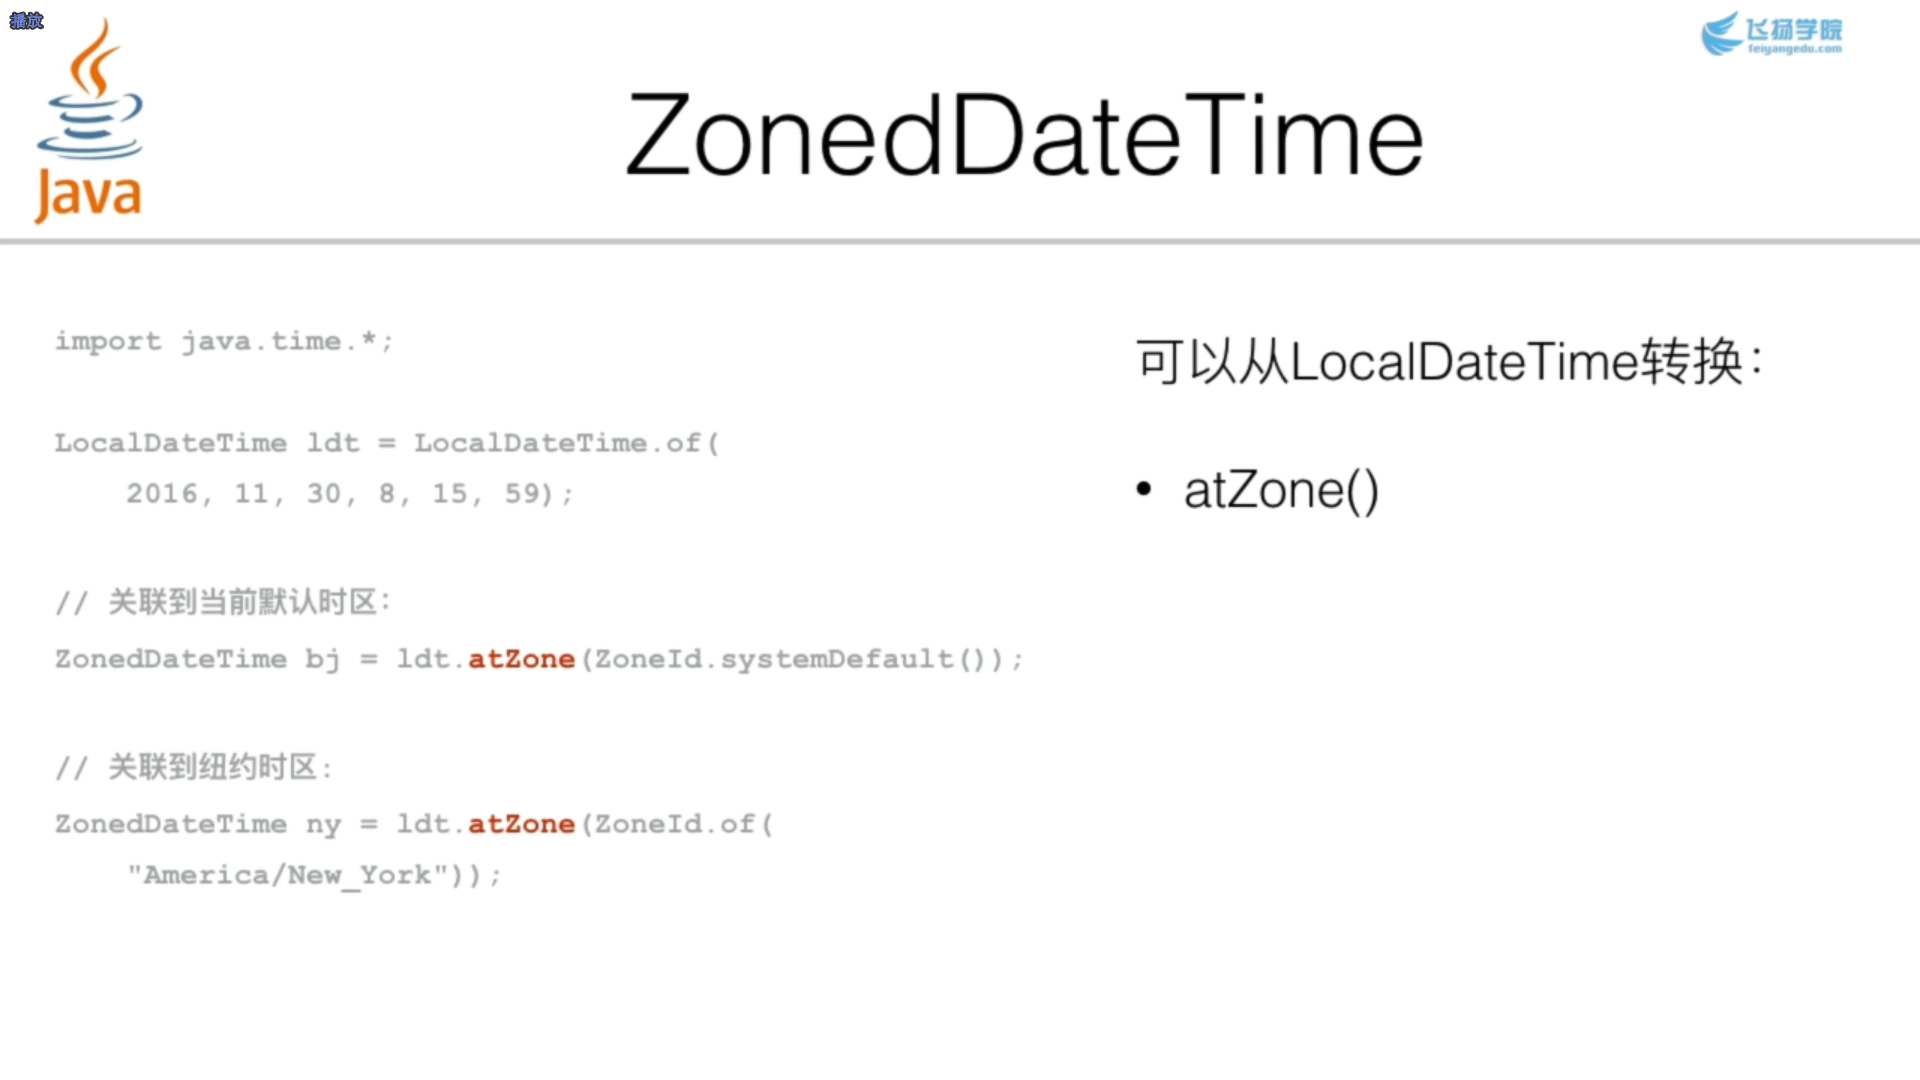 播放
Java
飞扬学院
feiyangedu.com
ZonedDateTime
import java.time.*;
LocalDateTime ldt = LocalDateTime.of(
2016, 11, 30, 8, 15, 59);
// 关联到当前默认时区:
ZonedDateTime bj = ldt.atZone(ZoneId.systemDefault());
// 关联到纽约时区:
ZonedDateTime ny = ldt.atZone(ZoneId.of(
"America/New_York"));
可以从LocalDateTime转换:
• atZone()